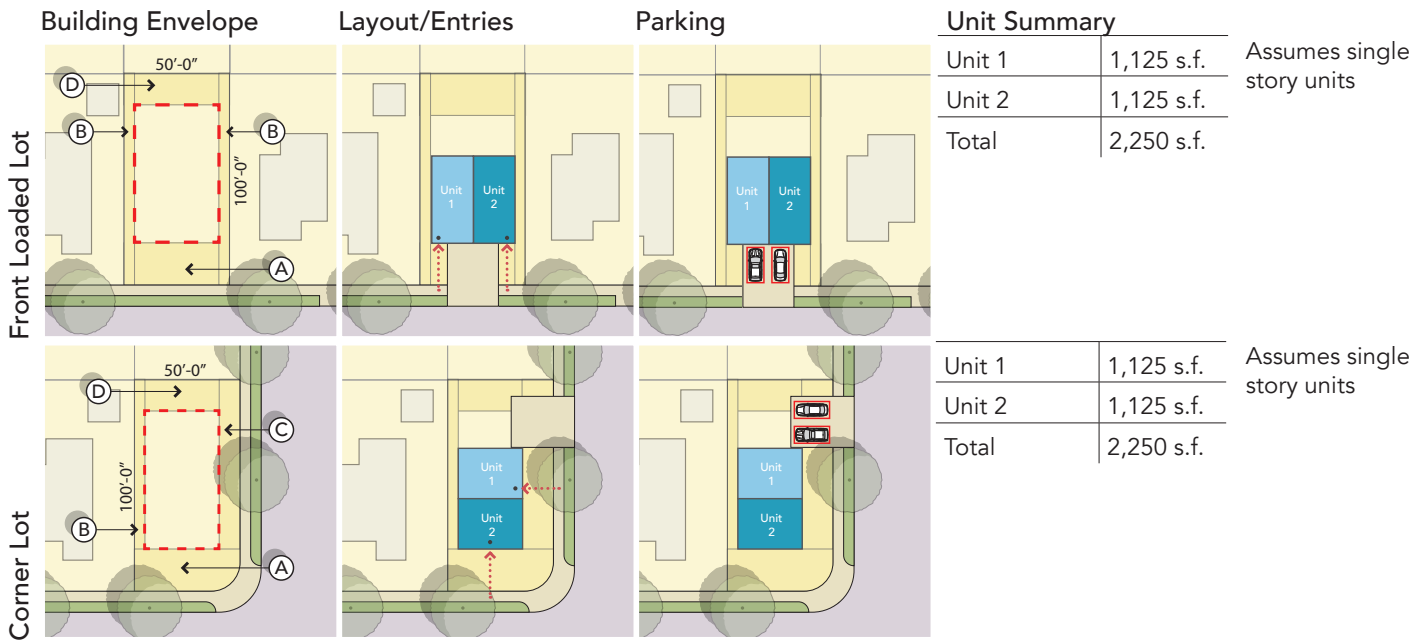 Building Envelope
Layout/Entries
Parking
Unit Summary
Front Loaded Lot
50'-0"
D
B
B
100'-0"
A
Unit
1
Unit
2
Unit
1
Unit
2
Unit 1 1,125 s.f.
Unit 2 1,125 s.f.
Total 2,250 s.f.
Assumes single
story units
Corner Lot
50'-0"
D
C
100'-0"
B
A
Unit
1
Unit
2
Unit
1
Unit
2
Unit 1 1,125 s.f.
Unit 2 1,125 s.f.
Total 2,250 s.f.
Assumes single
story units